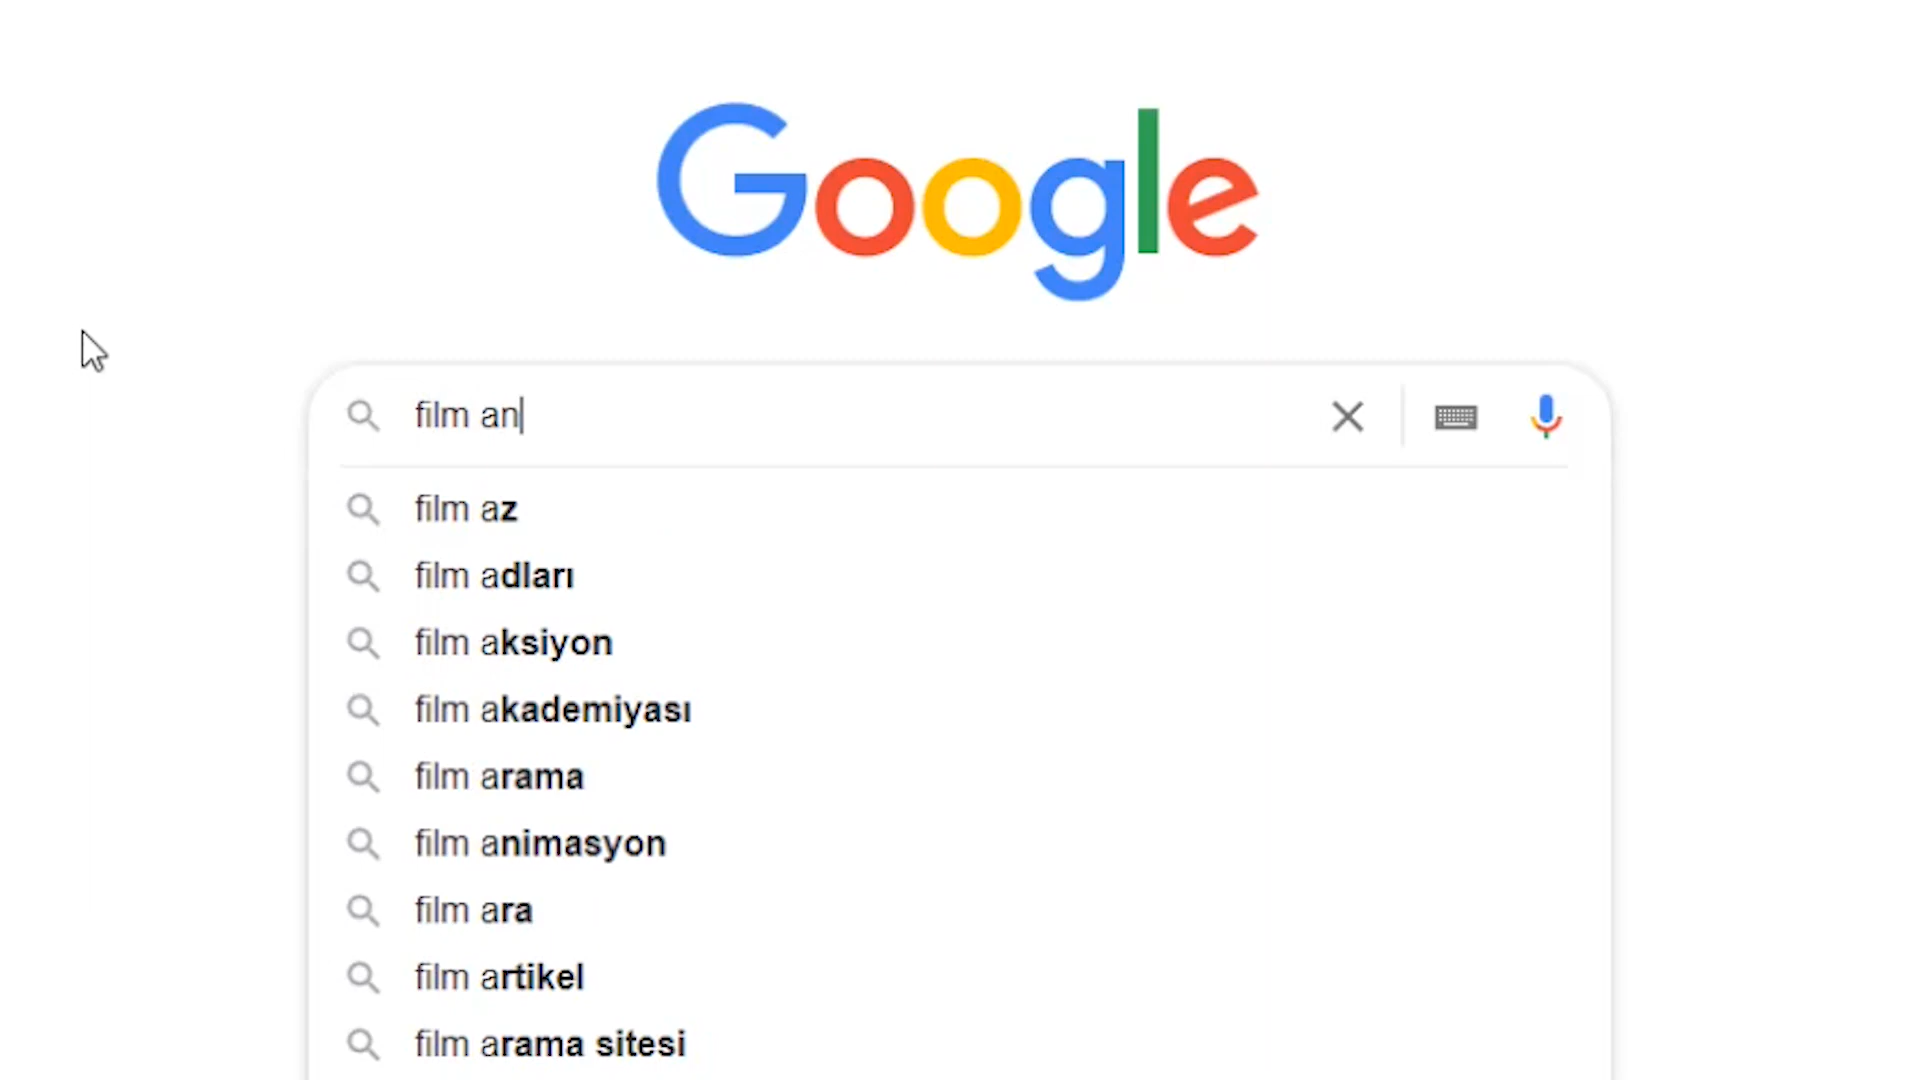 Google
film an
film az
film adları
film aksiyon
film akademiyası
film arama
film animasyon
film ara
film artikel
film arama sitesi